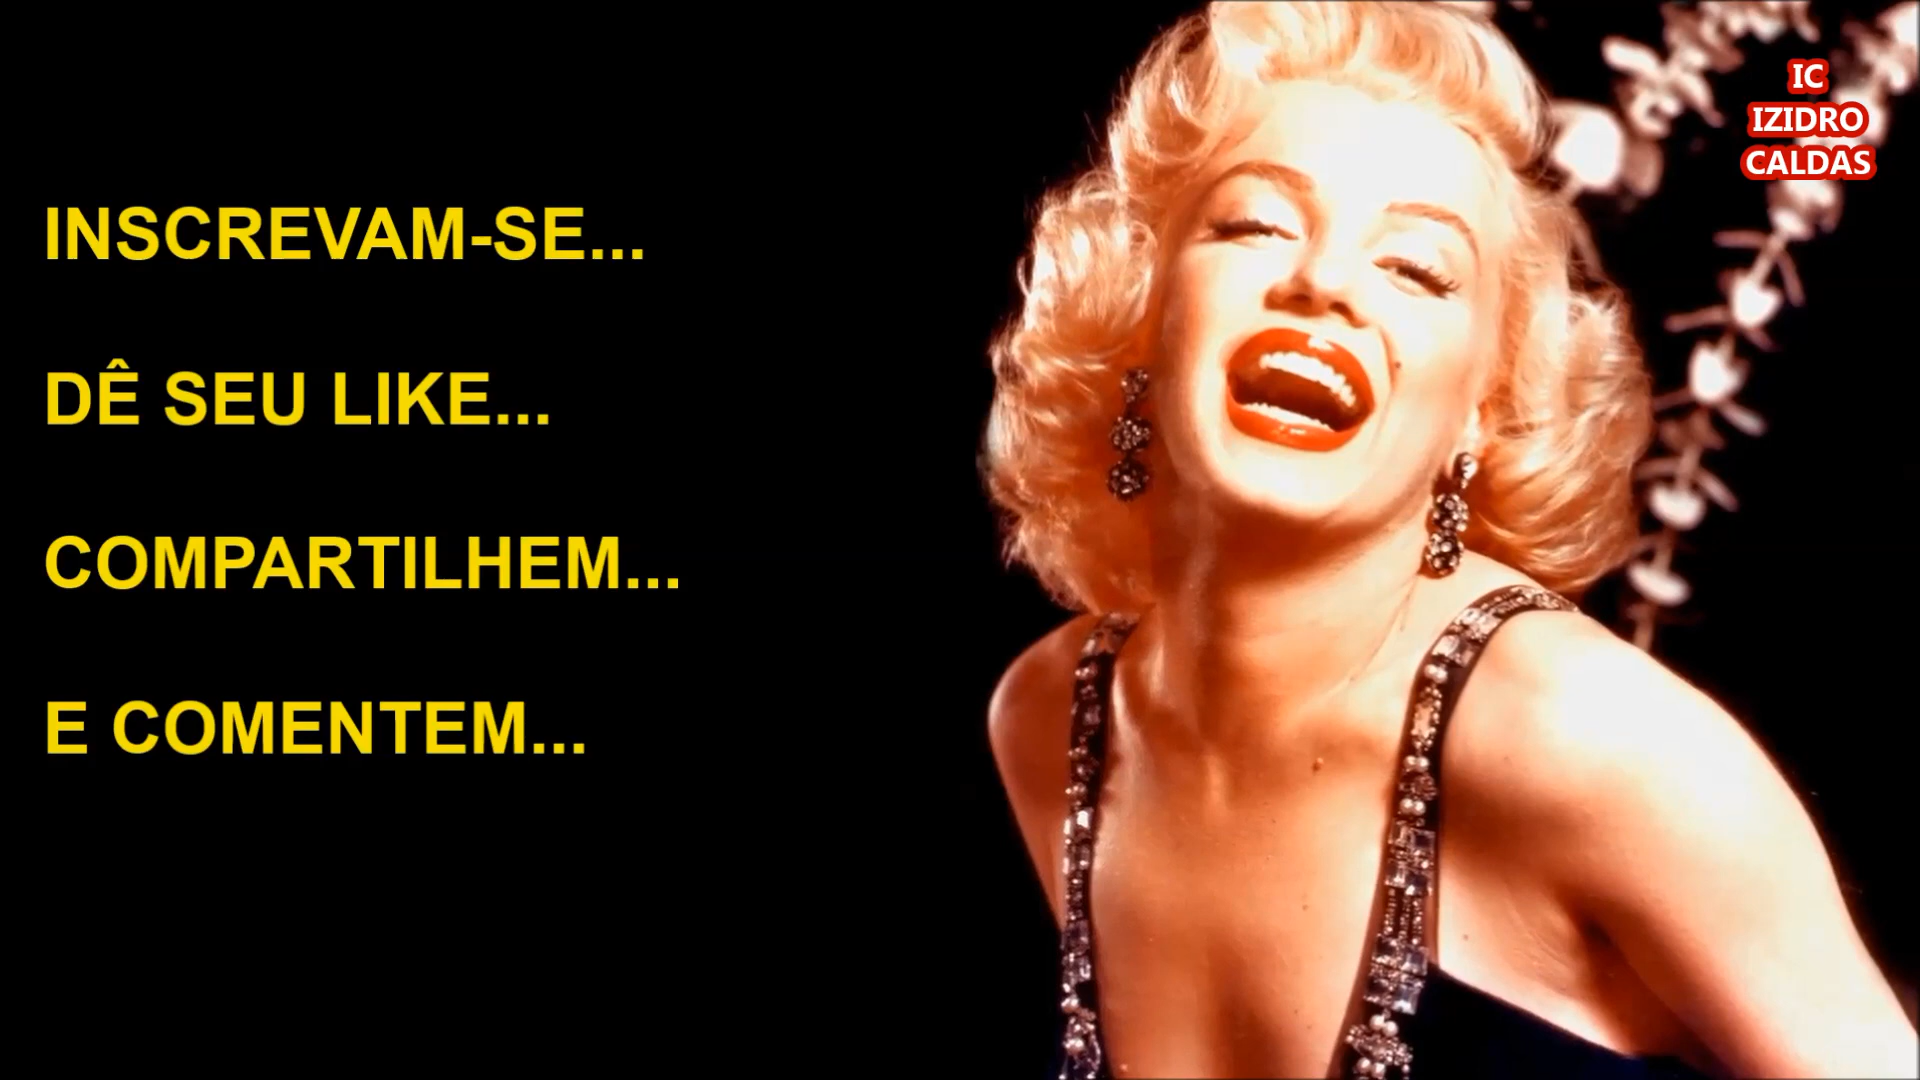 INSCREVAM-SE...
DÊ SEU LIKE...
COMPARTILHEM...
E COMENTEM...
IC
IZIDRO
CALDAS